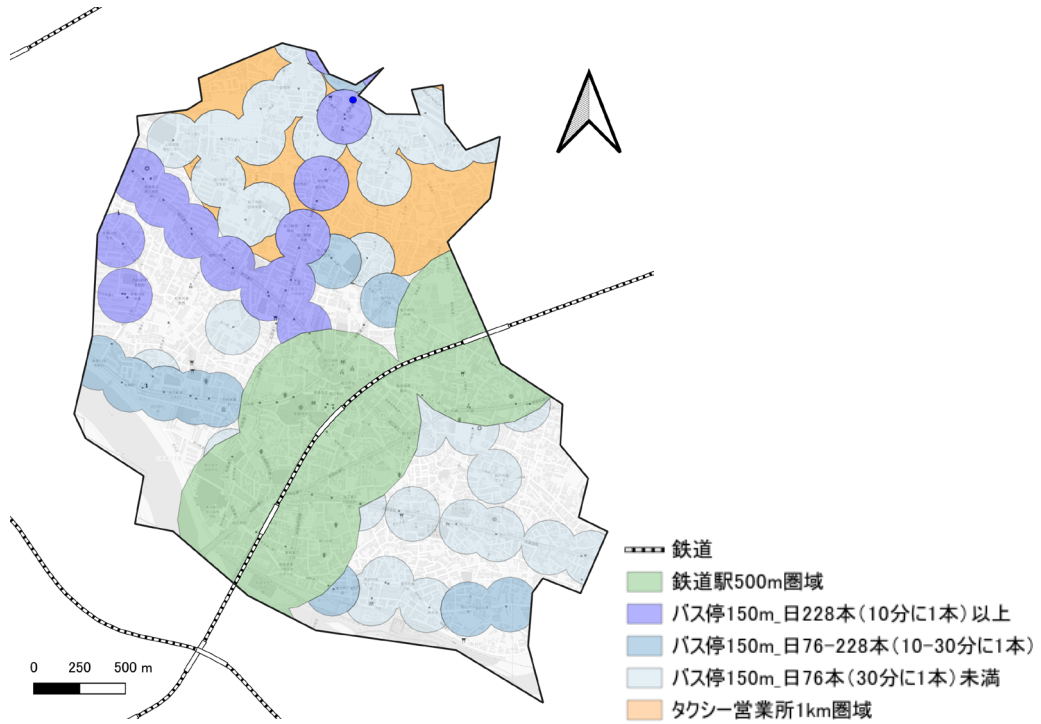 鉄道
鉄道駅500m圏域
バス停150m_日228本(10分に1本)以上
バス停150m_日76-228本(10-30分に1本)
バス停150m_日76本(30分に1本)未満
タクシー営業所1km圏域
0 250 500 m